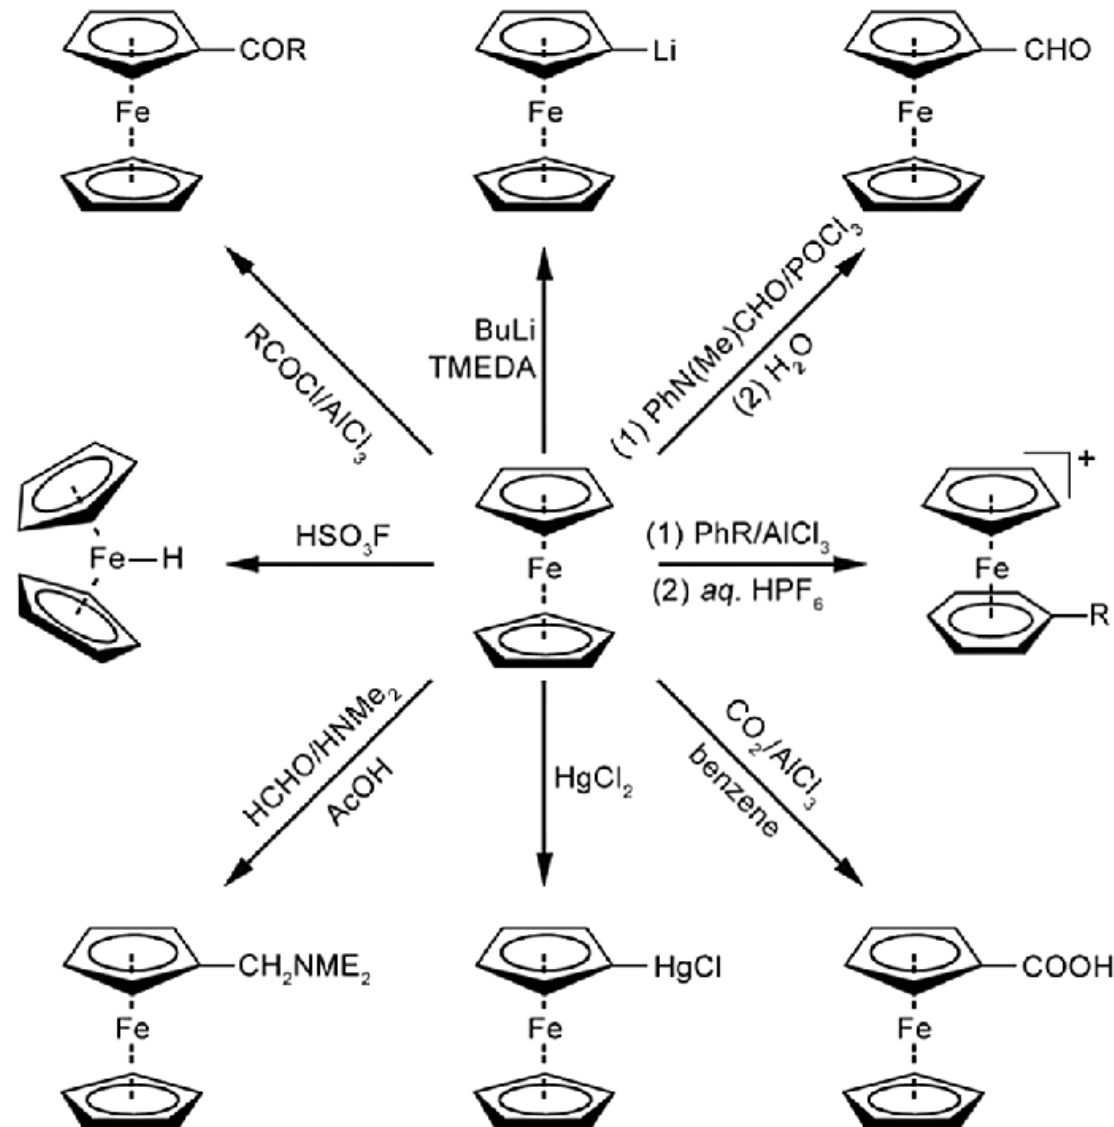 COR
Fe
Li
Fe
CHO
Fe
RCOCl/AlCl₃
BuLi
TMEDA
(1) PhN(Me)CHO/POCl₃
(2) H₂O
Fe—H
HSO₃F
Fe
(1) PhR/AlCl₃
(2) aq. HPF₆
+
Fe
R
HCHO/HNMe₂
AcOH
HgCl₂
CO₂/AlCl₃
benzene
CH₂NME₂
Fe
HgCl
Fe
COOH
Fe